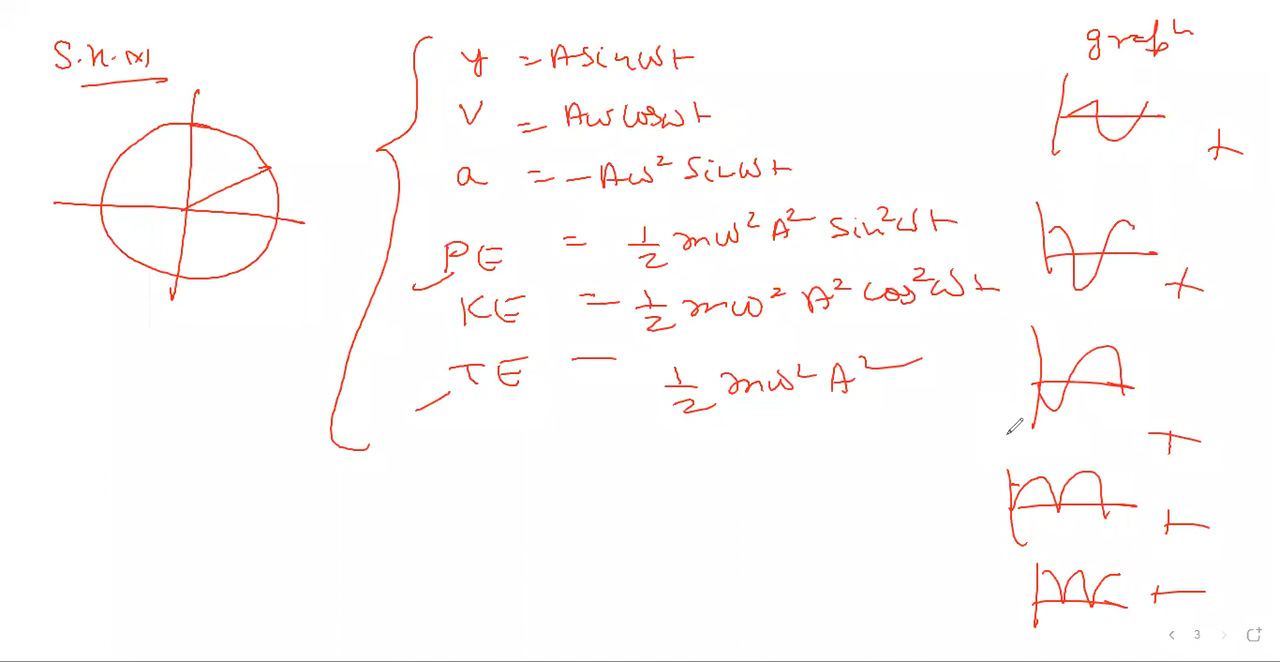 S.H.M
y = A sin ωt
V = Aω cos ωt
a = -Aω² sin ωt
PE = 1/2 mω² A² sin² ωt
KE = 1/2 mω² A² cos² ωt
TE = 1/2 mω² A²
graph
t
t
t
t
t
3